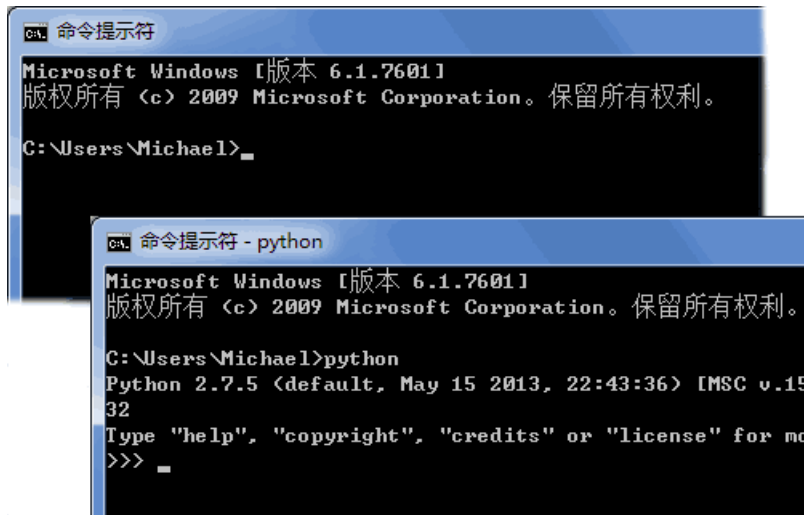 命令提示符
Microsoft Windows [版本 6.1.7601]
版权所有 (c) 2009 Microsoft Corporation。保留所有权利。
C:\Users\Michael>_
命令提示符 - python
Microsoft Windows [版本 6.1.7601]
版权所有 (c) 2009 Microsoft Corporation。保留所有权利。
C:\Users\Michael>python
Python 2.7.5 (default, May 15 2013, 22:43:36) [MSC v.15
32
Type "help", "copyright", "credits" or "license" for mo
>>> _